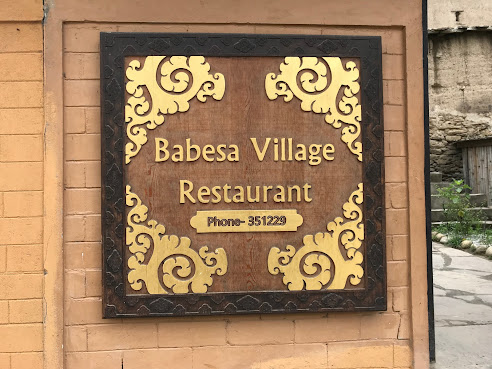 Babesa Village
Restaurant
Phone- 351229